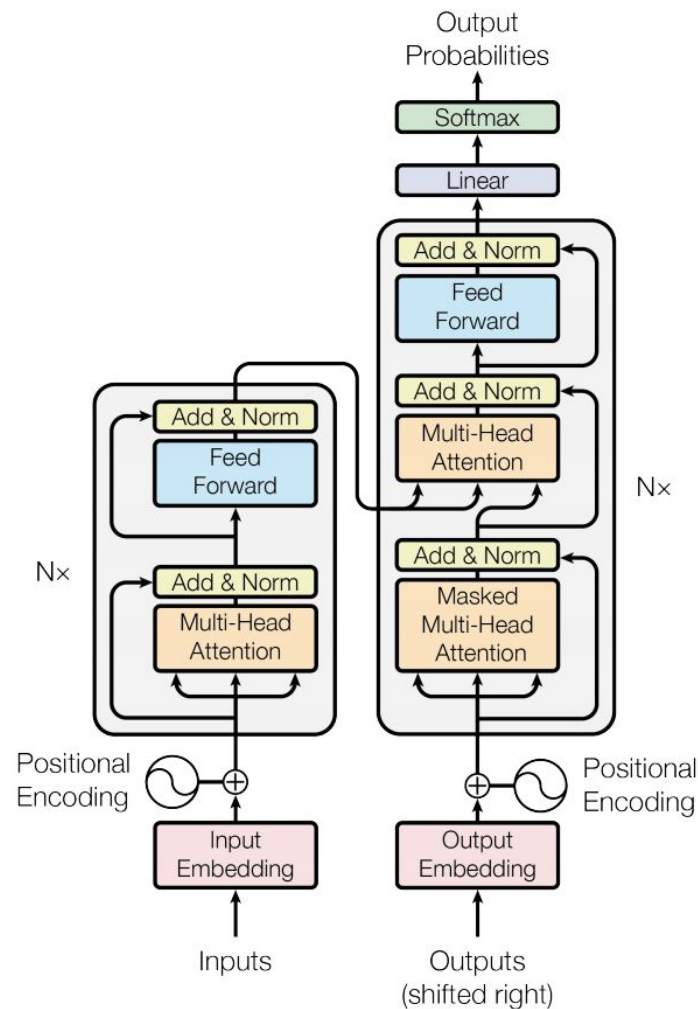 Output
Probabilities
Softmax
Linear
Add & Norm
Feed
Forward
Add & Norm
Multi-Head
Attention
Add & Norm
Masked
Multi-Head
Attention
N×
Add & Norm
Feed
Forward
Add & Norm
Multi-Head
Attention
N×
Positional
Encoding
Positional
Encoding
Input
Embedding
Output
Embedding
Inputs
Outputs
(shifted right)